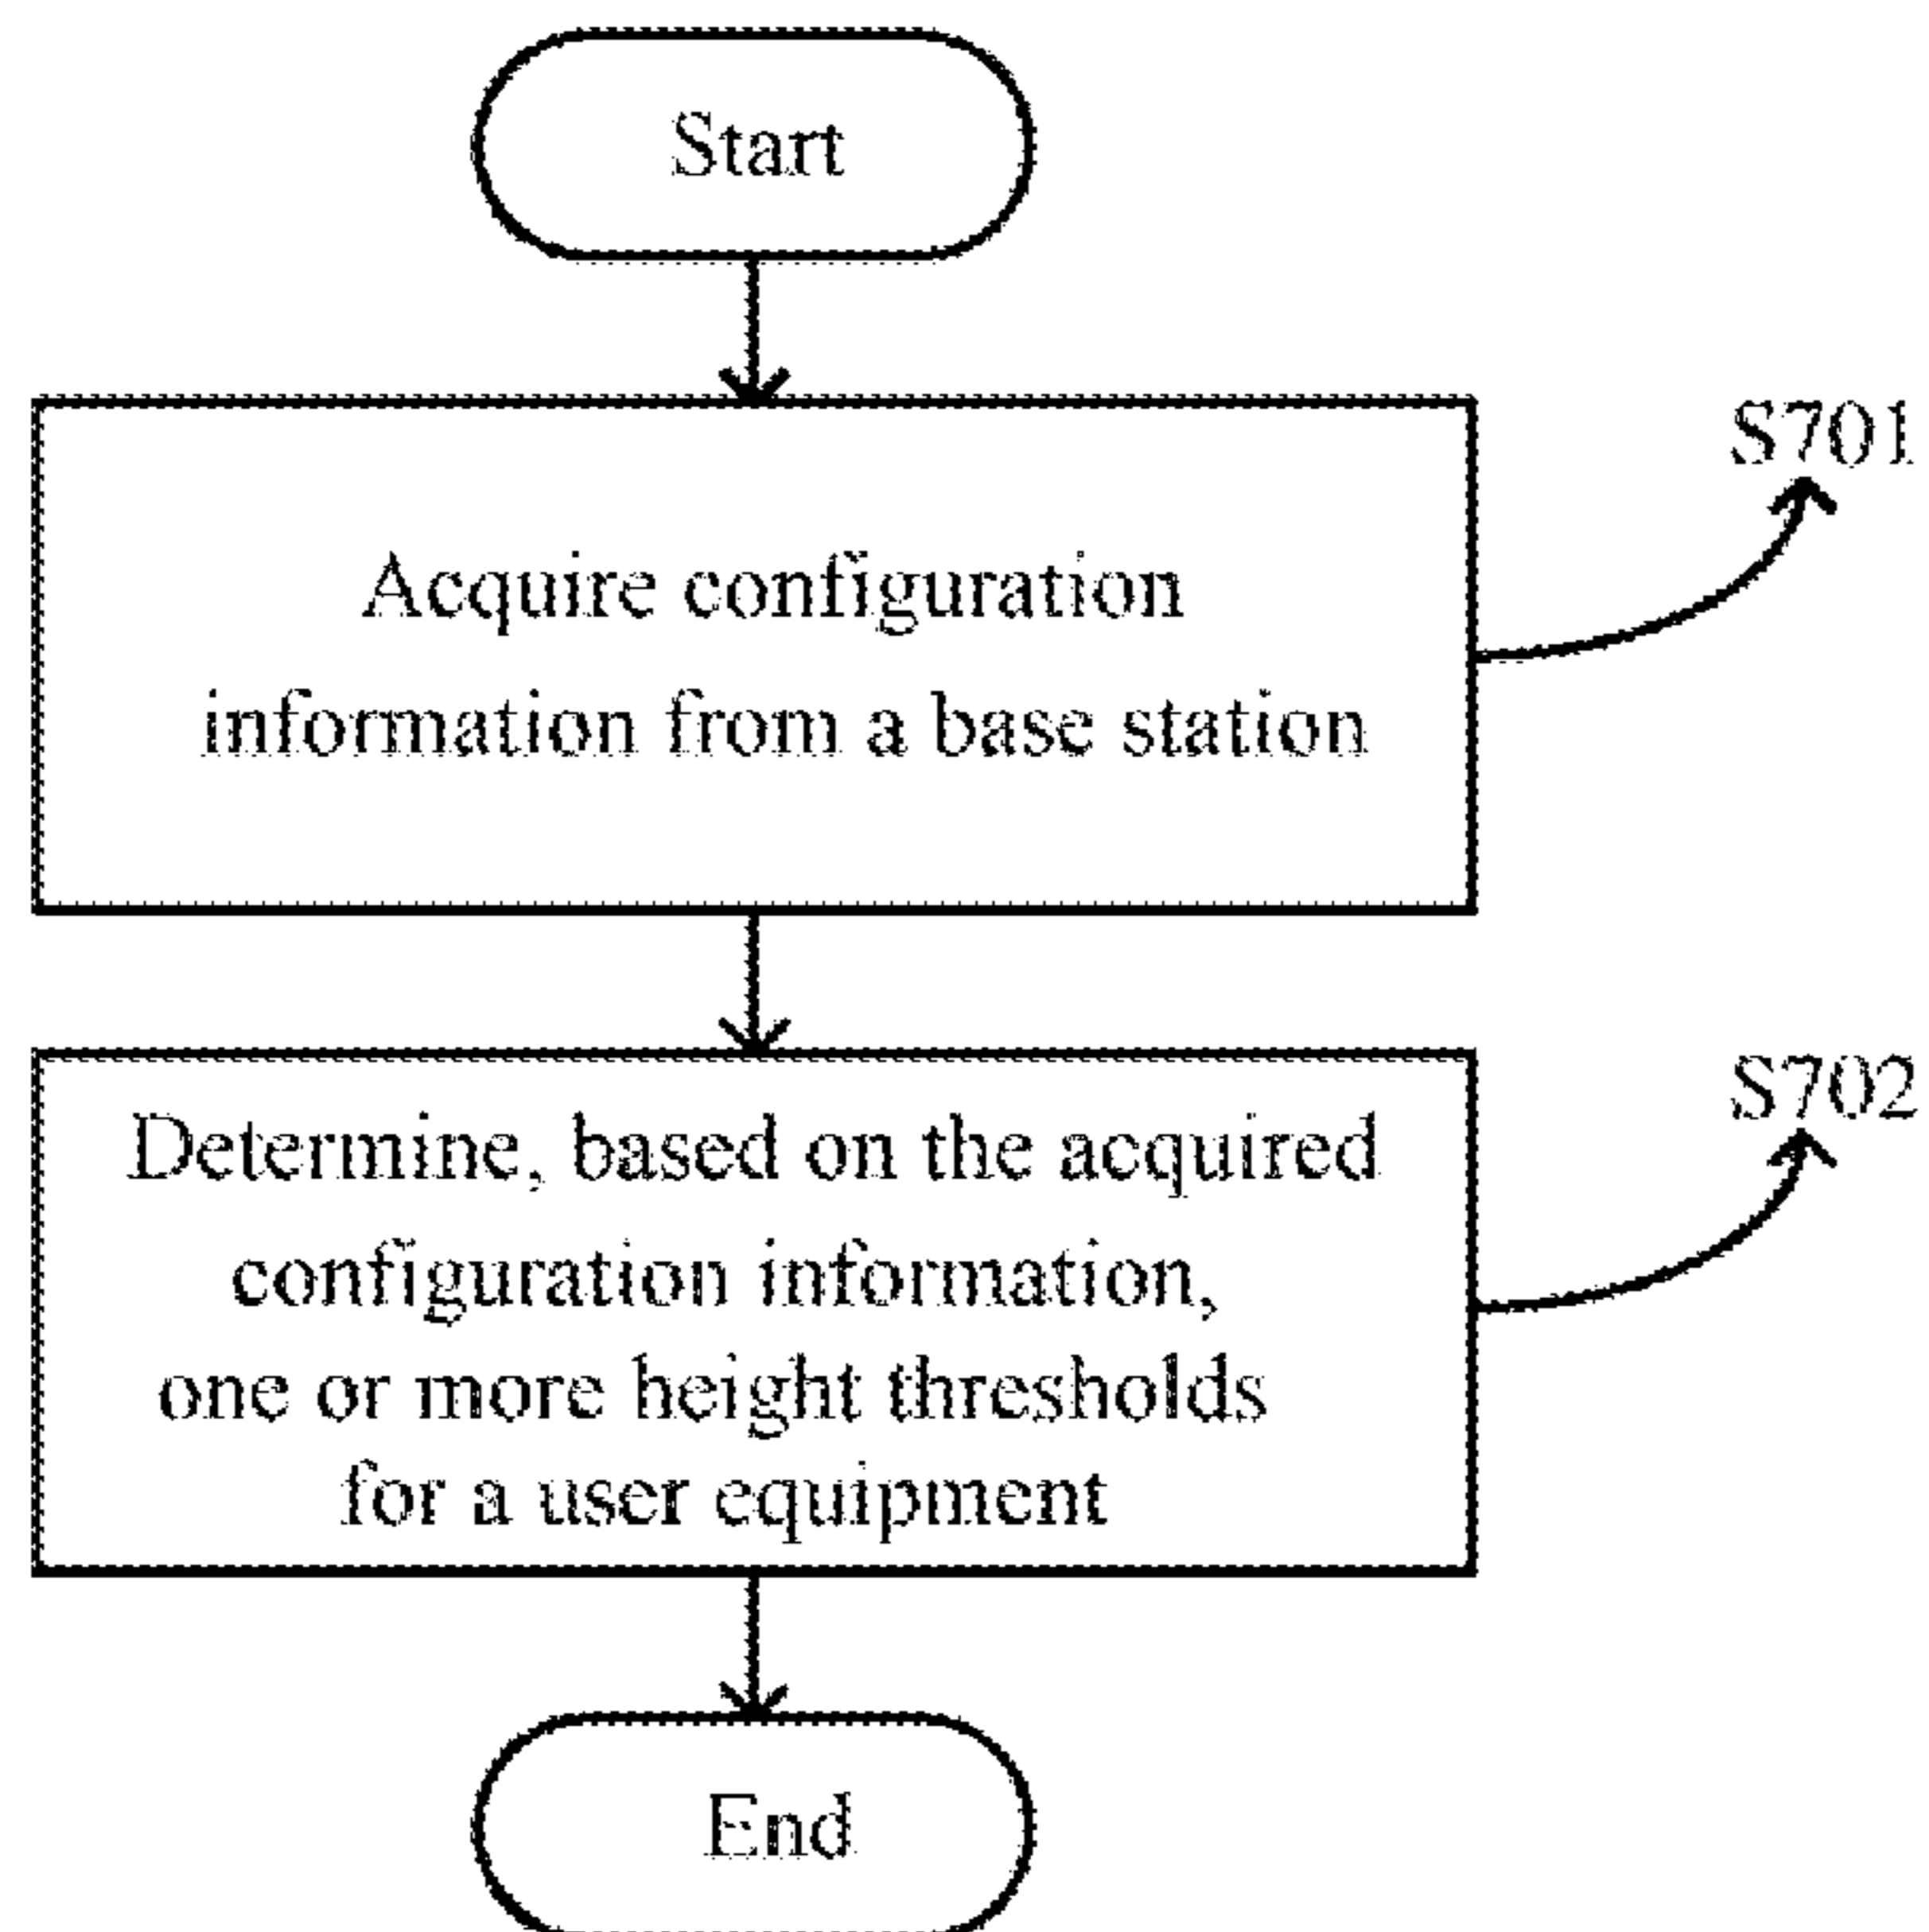 Start
S701
Acquire configuration
information from a base station
S702
Determine, based on the acquired
configuration information,
one or more height thresholds
for a user equipment
End